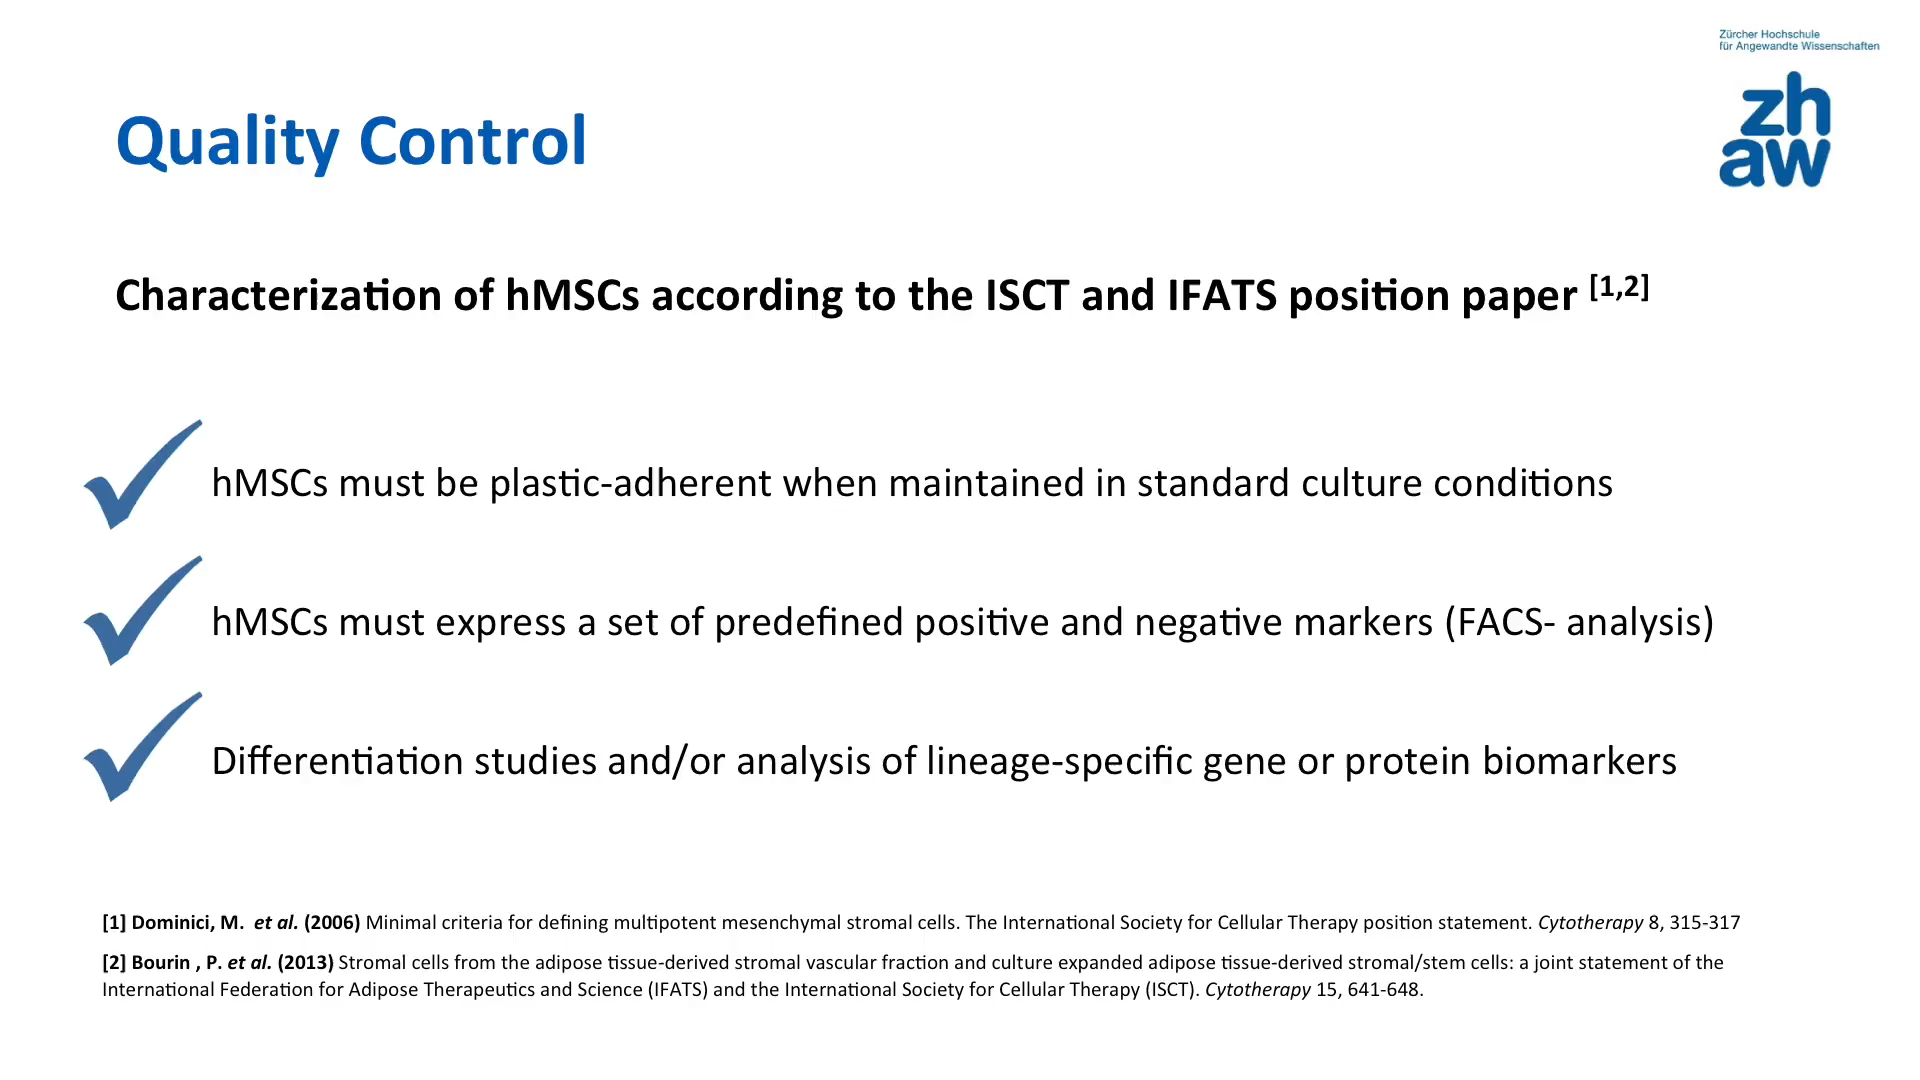 Zürcher Hochschule
für Angewandte Wissenschaften
zh
aw
Quality Control
Characterization of hMSCs according to the ISCT and IFATS position paper [1,2]
hMSCs must be plastic-adherent when maintained in standard culture conditions
hMSCs must express a set of predefined positive and negative markers (FACS- analysis)
Differentiation studies and/or analysis of lineage-specific gene or protein biomarkers
[1] Dominici, M. et al. (2006) Minimal criteria for defining multipotent mesenchymal stromal cells. The International Society for Cellular Therapy position statement. Cytotherapy 8, 315-317
[2] Bourin , P. et al. (2013) Stromal cells from the adipose tissue-derived stromal vascular fraction and culture expanded adipose tissue-derived stromal/stem cells: a joint statement of the
International Federation for Adipose Therapeutics and Science (IFATS) and the International Society for Cellular Therapy (ISCT). Cytotherapy 15, 641-648.